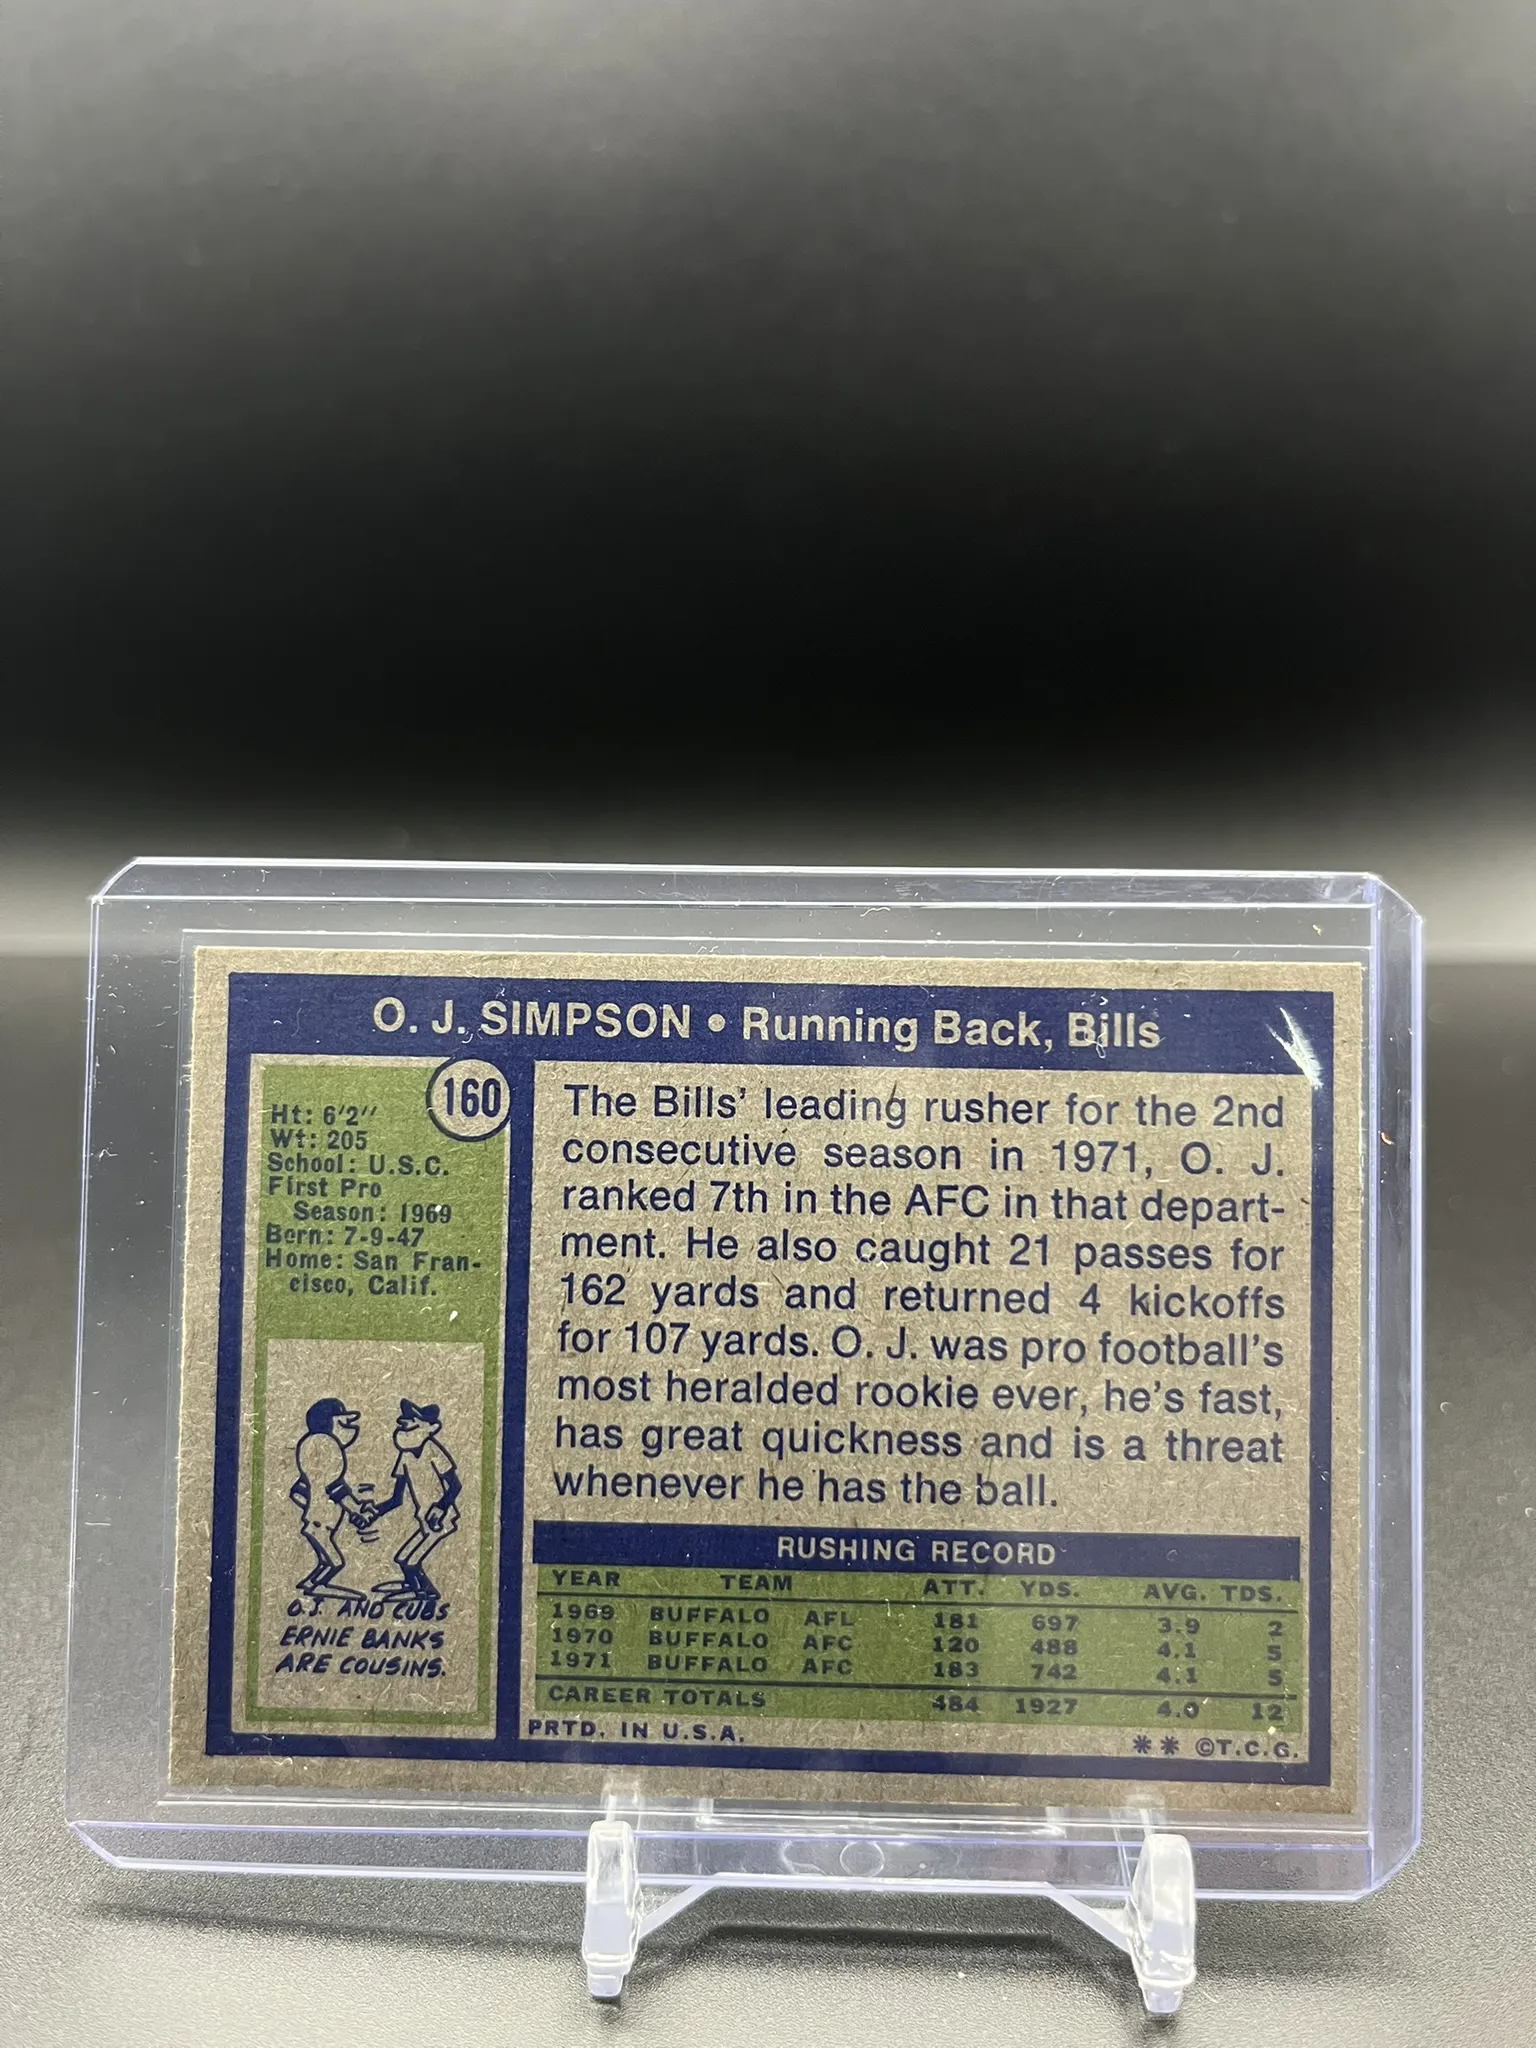 O. J. SIMPSON • Running Back, Bills
160
Ht: 6'2"
Wt: 205
School: U.S.C.
First Pro
Season: 1969
Born: 7-9-47
Home: San Fran-
cisco, Calif.
O.J. AND CUBS
ERNIE BANKS
ARE COUSINS.
The Bills' leading rusher for the 2nd
consecutive season in 1971, O. J.
ranked 7th in the AFC in that depart-
ment. He also caught 21 passes for
162 yards and returned 4 kickoffs
for 107 yards. O. J. was pro football's
most heralded rookie ever, he's fast,
has great quickness and is a threat
whenever he has the ball.
RUSHING RECORD
YEAR TEAM ATT. YDS. AVG. TDS.
1969 BUFFALO AFL 181 697 3.9 2
1970 BUFFALO AFC 120 488 4.1 5
1971 BUFFALO AFC 183 742 4.1 5
CAREER TOTALS 484 1927 4.0 12
PRTD. IN U.S.A. ** ©T.C.G.